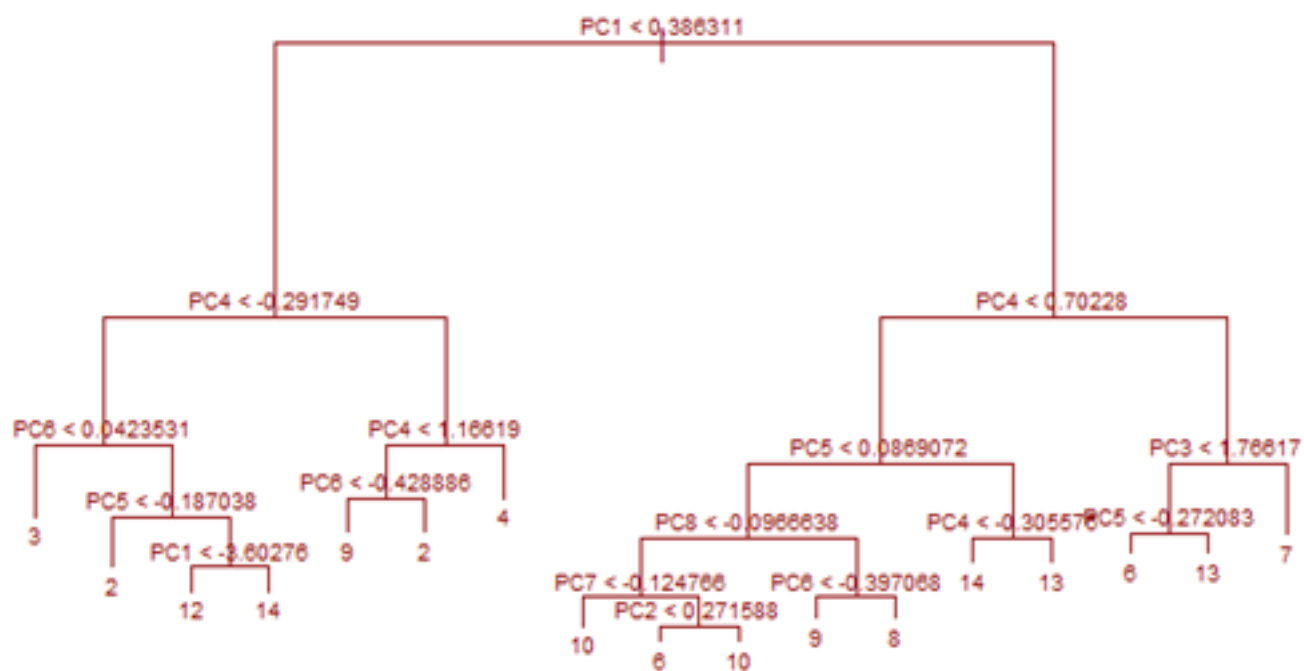 PC1 < 0.386311
PC4 < -0.291749
PC4 < 0.70228
PC6 < 0.0423531
PC4 < 1.16619
PC5 < 0.0869072
PC3 < 1.76617
PC5 < -0.187038
PC6 < -0.428886
4
PC8 < -0.0966638
PC4 < -0.305576
PC5 < -0.272083
3
9
2
7
2
PC1 < -3.60276
14
13
6
13
12
14
PC7 < -0.124766
PC6 < -0.397068
10
PC2 < 0.271588
9
8
6
10